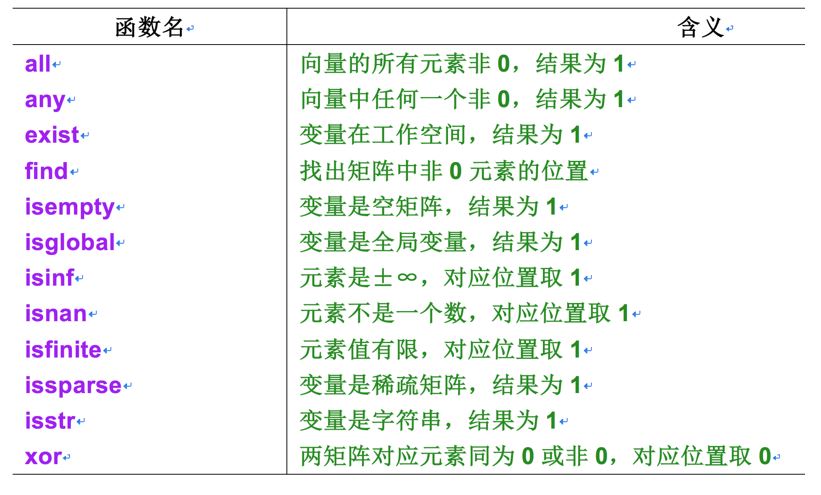 函数名 含义
all 向量的所有元素非 0，结果为 1
any 向量中任何一个非 0，结果为 1
exist 变量在工作空间，结果为 1
find 找出矩阵中非 0 元素的位置
isempty 变量是空矩阵，结果为 1
isglobal 变量是全局变量，结果为 1
isinf 元素是±∞，对应位置取 1
isnan 元素不是一个数，对应位置取 1
isfinite 元素值有限，对应位置取 1
issparse 变量是稀疏矩阵，结果为 1
isstr 变量是字符串，结果为 1
xor 两矩阵对应元素同为 0 或非 0，对应位置取 0